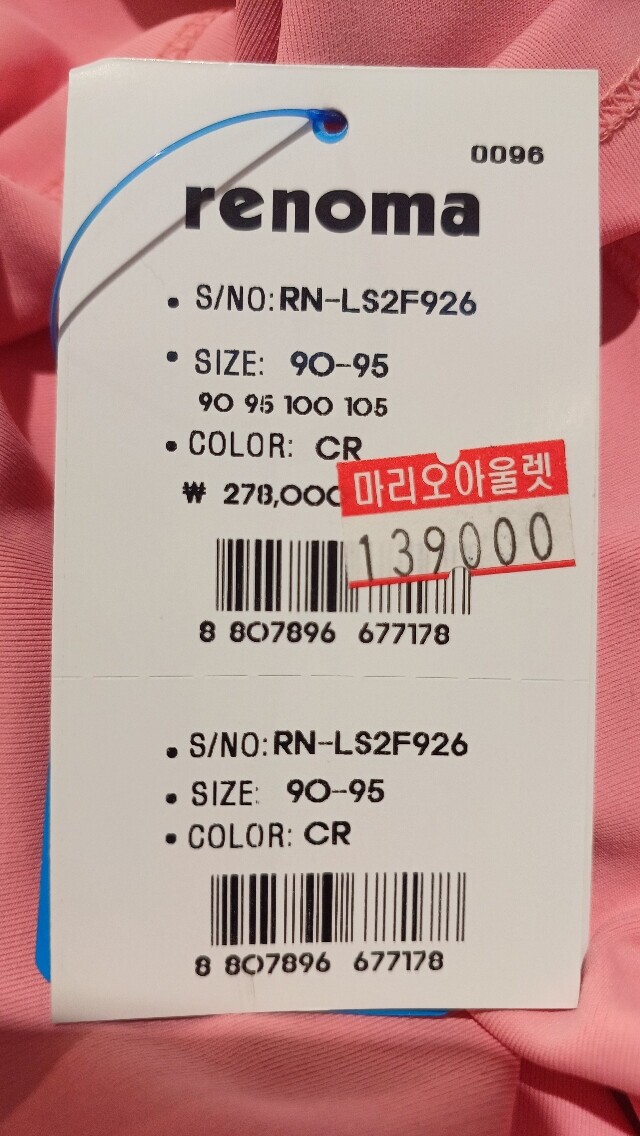 0096
renoma
• S/NO: RN-LS2F926
• SIZE: 90-95
90 95 100 105
• COLOR: CR
₩ 278,000
마리오아울렛
139000
8 807896 677178
• S/NO: RN-LS2F926
• SIZE: 90-95
• COLOR: CR
8 807896 677178